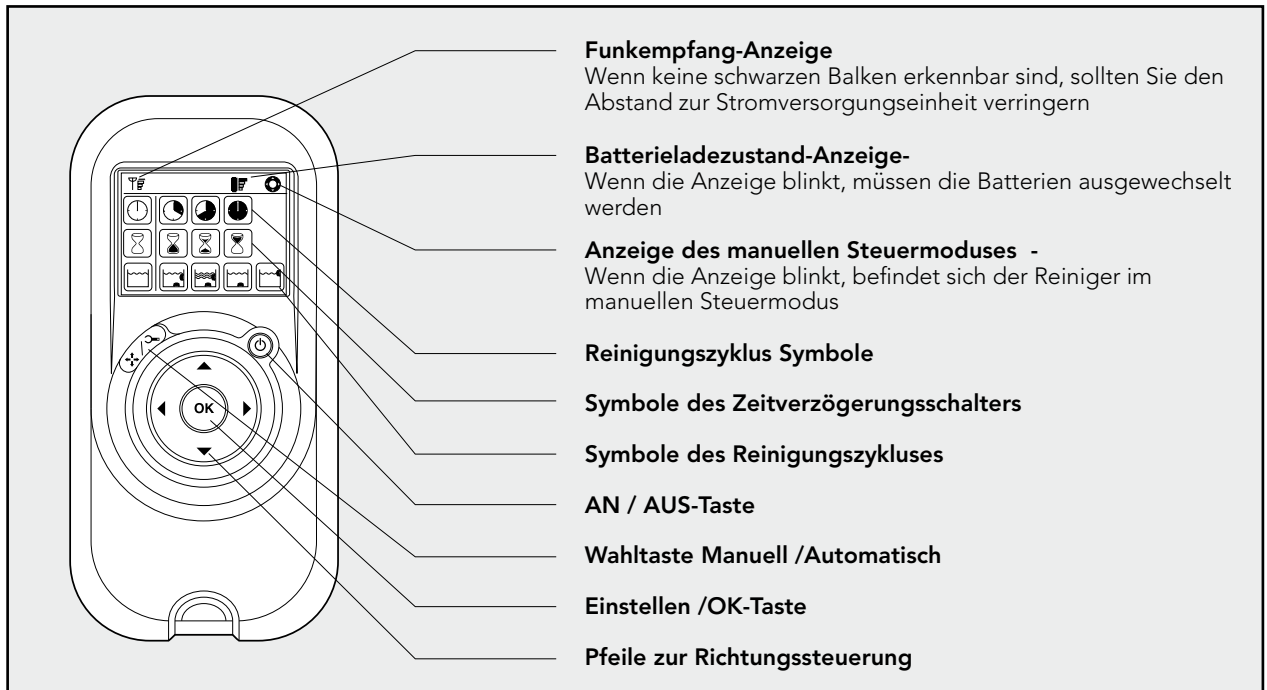 Funkempfang-Anzeige
Wenn keine schwarzen Balken erkennbar sind, sollten Sie den
Abstand zur Stromversorgungseinheit verringern
Batterieladezustand-Anzeige-
Wenn die Anzeige blinkt, müssen die Batterien ausgewechselt
werden
Anzeige des manuellen Steuermoduses -
Wenn die Anzeige blinkt, befindet sich der Reiniger im
manuellen Steuermodus
Reinigungszyklus Symbole
Symbole des Zeitverzögerungsschalters
Symbole des Reinigungszykluses
AN / AUS-Taste
Wahltaste Manuell /Automatisch
Einstellen /OK-Taste
Pfeile zur Richtungssteuerung
OK